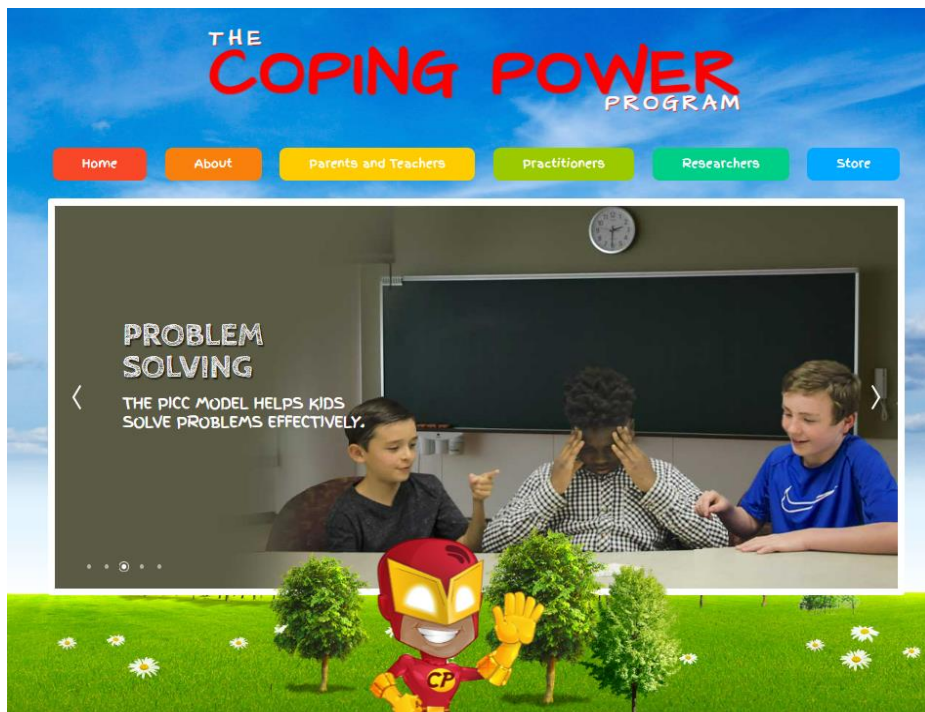 THE
COPING POWER
PROGRAM
Home About Parents and Teachers Practitioners Researchers Store
PROBLEM
SOLVING
THE PICC MODEL HELPS KIDS
SOLVE PROBLEMS EFFECTIVELY.
CP